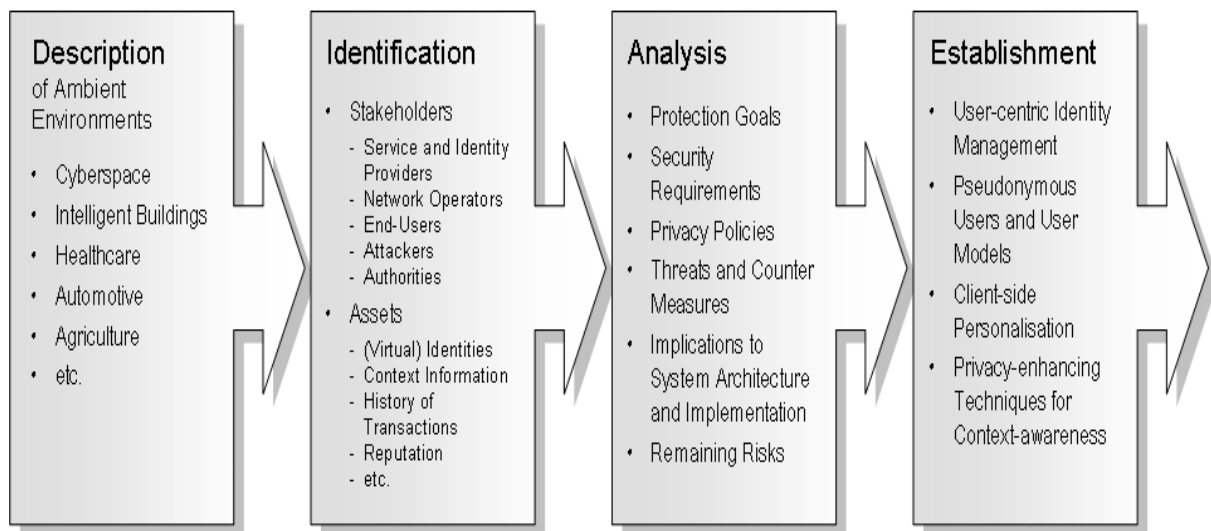 Description
of Ambient
Environments
• Cyberspace
• Intelligent Buildings
• Healthcare
• Automotive
• Agriculture
• etc.
Identification
• Stakeholders
- Service and Identity
Providers
- Network Operators
- End-Users
- Attackers
- Authorities
• Assets
- (Virtual) Identities
- Context Information
- History of
Transactions
- Reputation
- etc.
Analysis
• Protection Goals
• Security
Requirements
• Privacy Policies
• Threats and Counter
Measures
• Implications to
System Architecture
and Implementation
• Remaining Risks
Establishment
• User-centric Identity
Management
• Pseudonymous
Users and User
Models
• Client-side
Personalisation
• Privacy-enhancing
Techniques for
Context-awareness